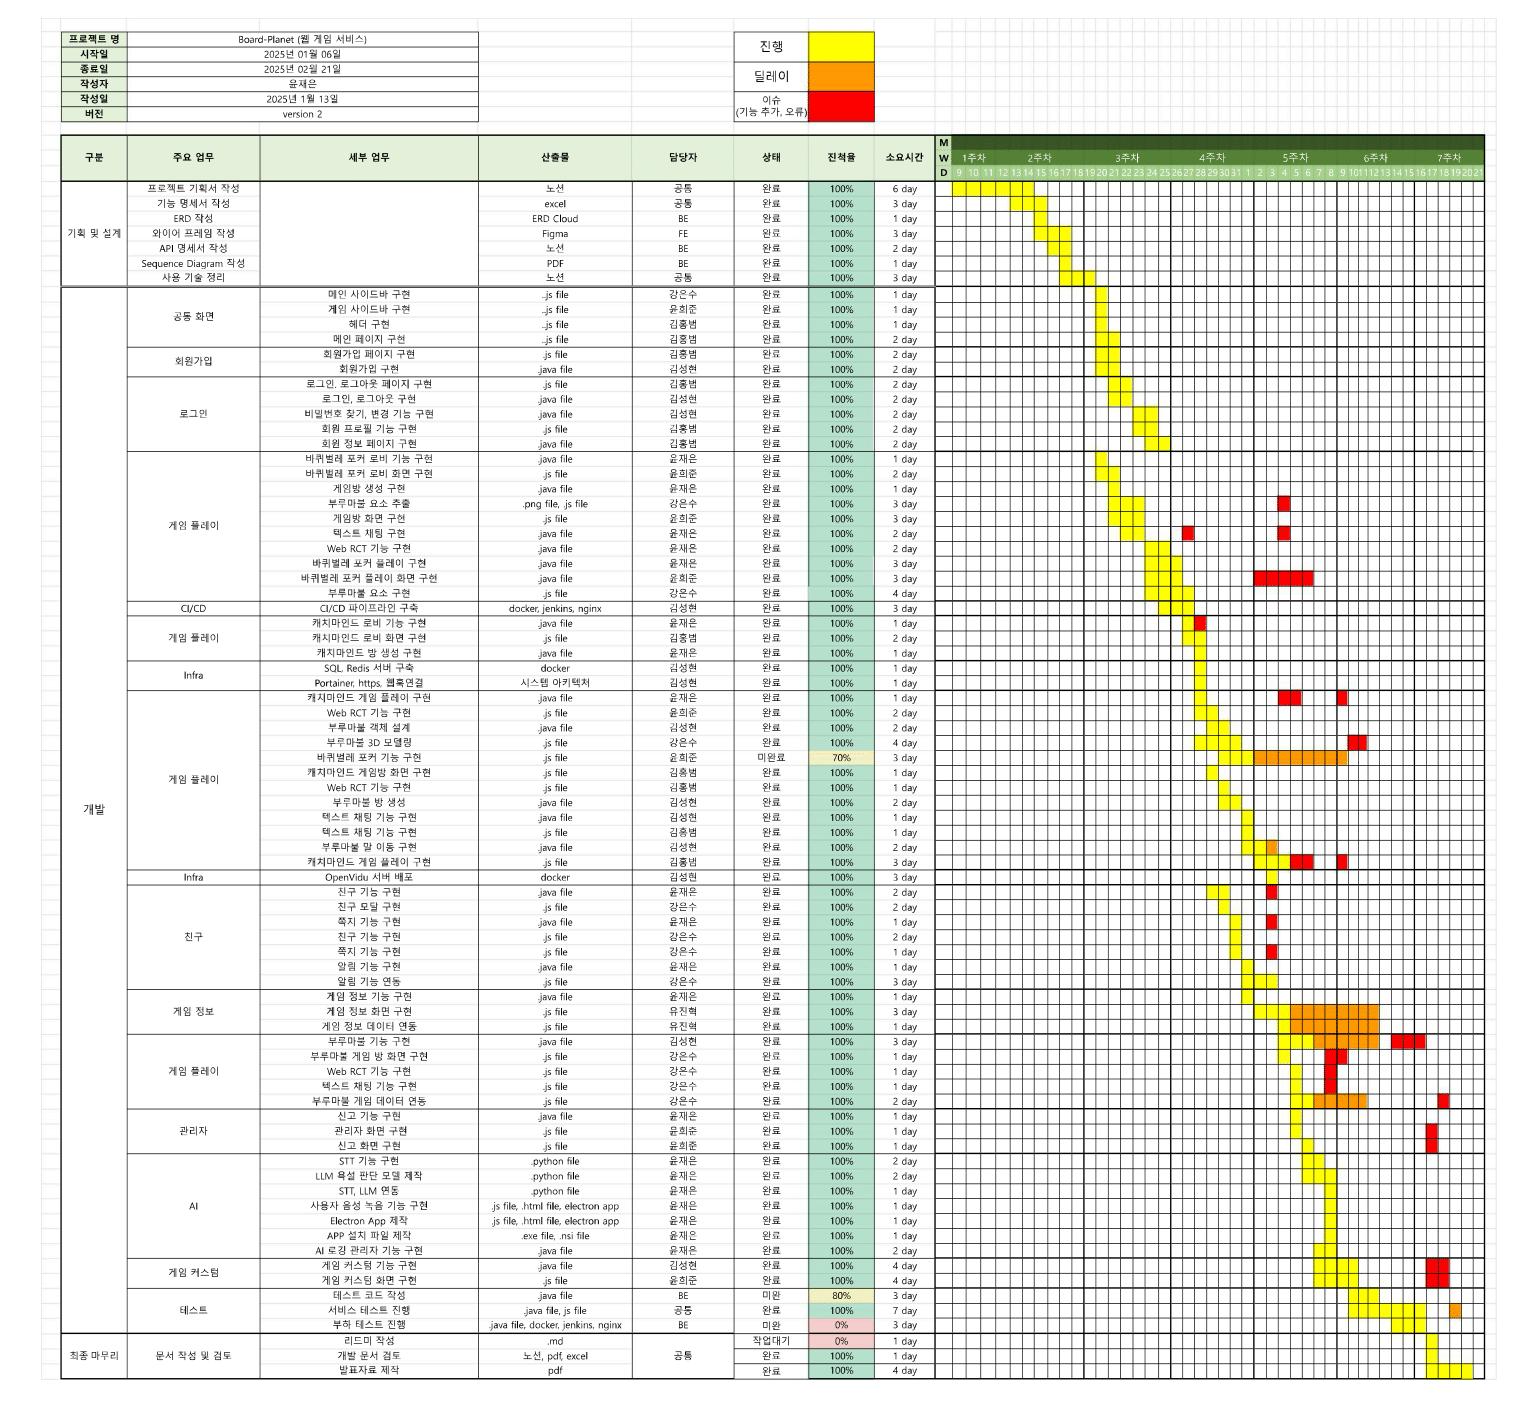 프로젝트 명 Board-Planet (웹 게임 서비스)
시작일 2025년 01월 06일
종료일 2025년 02월 21일
작성자 윤재은
작성일 2025년 1월 13일
버전 version 2
진행
딜레이
이슈
(기능 추가, 오류)
구분 주요 업무 세부 업무 산출물 담당자 상태 진척율 소요시간
M
W 1주차 2주차 3주차 4주차 5주차 6주차 7주차
D 9 10 11 12 13 14 15 16 17 18 19 20 21 22 23 24 25 26 27 28 29 30 31 1 2 3 4 5 6 7 8 9 10 11 12 13 14 15 16 17 18 19 20 21
기획 및 설계
프로젝트 기획서 작성 노션 공통 완료 100% 6 day
기능 명세서 작성 excel 공통 완료 100% 3 day
ERD 작성 ERD Cloud BE 완료 100% 1 day
와이어 프레임 작성 Figma FE 완료 100% 3 day
API 명세서 작성 노션 BE 완료 100% 2 day
Sequence Diagram 작성 PDF BE 완료 100% 1 day
사용 기술 정리 노션 공통 완료 100% 3 day
개발
공통 화면
메인 사이드바 구현 .js file 강은수 완료 100% 1 day
게임 사이드바 구현 .js file 윤희준 완료 100% 1 day
헤더 구현 .js file 김홍범 완료 100% 1 day
메인 페이지 구현 .js file 김홍범 완료 100% 2 day
회원가입
회원가입 페이지 구현 .js file 김홍범 완료 100% 2 day
회원가입 구현 .java file 김성현 완료 100% 2 day
로그인
로그인, 로그아웃 페이지 구현 .js file 김홍범 완료 100% 2 day
로그인, 로그아웃 구현 .java file 김성현 완료 100% 2 day
비밀번호 찾기, 변경 기능 구현 .java file 김성현 완료 100% 2 day
회원 프로필 기능 구현 .js file 김홍범 완료 100% 2 day
회원 정보 페이지 구현 .java file 김홍범 완료 100% 2 day
게임 플레이
바퀴벌레 포커 로비 기능 구현 .java file 윤재은 완료 100% 1 day
바퀴벌레 포커 로비 화면 구현 .js file 윤희준 완료 100% 2 day
게임방 생성 구현 .java file 윤재은 완료 100% 1 day
부루마불 요소 추출 .png file, .js file 강은수 완료 100% 3 day
게임방 화면 구현 .js file 윤희준 완료 100% 3 day
텍스트 채팅 구현 .java file 윤재은 완료 100% 2 day
Web RCT 기능 구현 .java file 윤재은 완료 100% 2 day
바퀴벌레 포커 플레이 구현 .java file 윤재은 완료 100% 3 day
바퀴벌레 포커 플레이 화면 구현 .java file 윤희준 완료 100% 3 day
부루마불 요소 구현 .js file 강은수 완료 100% 4 day
CI/CD CI/CD 파이프라인 구축 docker, jenkins, nginx 김성현 완료 100% 3 day
게임 플레이
캐치마인드 로비 기능 구현 .java file 윤재은 완료 100% 1 day
캐치마인드 로비 화면 구현 .js file 김홍범 완료 100% 2 day
캐치마인드 방 생성 구현 .java file 윤재은 완료 100% 1 day
Infra
SQL, Redis 서버 구축 docker 김성현 완료 100% 1 day
Portainer, https, 웹훅연결 시스템 아키텍처 김성현 완료 100% 1 day
게임 플레이
캐치마인드 게임 플레이 구현 .java file 윤재은 완료 100% 1 day
Web RCT 기능 구현 .js file 윤희준 완료 100% 2 day
부루마불 객체 설계 .java file 김성현 완료 100% 2 day
부루마불 3D 모델링 .js file 강은수 완료 100% 4 day
바퀴벌레 포커 기능 구현 .js file 윤희준 미완료 70% 3 day
캐치마인드 게임방 화면 구현 .js file 김홍범 완료 100% 1 day
Web RCT 기능 구현 .js file 김홍범 완료 100% 1 day
부루마불 방 생성 .java file 김성현 완료 100% 2 day
텍스트 채팅 기능 구현 .java file 김성현 완료 100% 1 day
텍스트 채팅 기능 구현 .js file 김홍범 완료 100% 1 day
부루마불 말 이동 구현 .java file 김성현 완료 100% 2 day
캐치마인드 게임 플레이 구현 .js file 김홍범 완료 100% 3 day
Infra OpenVidu 서버 배포 docker 김성현 완료 100% 3 day
친구
친구 기능 구현 .java file 윤재은 완료 100% 2 day
친구 모달 구현 .js file 강은수 완료 100% 2 day
쪽지 기능 구현 .java file 윤재은 완료 100% 1 day
친구 기능 구현 .js file 강은수 완료 100% 2 day
쪽지 기능 구현 .js file 강은수 완료 100% 1 day
알림 기능 구현 .java file 윤재은 완료 100% 1 day
알림 기능 연동 .js file 강은수 완료 100% 3 day
게임 정보
게임 정보 기능 구현 .java file 윤재은 완료 100% 1 day
게임 정보 화면 구현 .js file 유진혁 완료 100% 3 day
게임 정보 데이터 연동 .js file 유진혁 완료 100% 1 day
게임 플레이
부루마불 기능 구현 .java file 김성현 완료 100% 3 day
부루마불 게임 방 화면 구현 .js file 강은수 완료 100% 1 day
Web RCT 기능 구현 .js file 강은수 완료 100% 1 day
텍스트 채팅 기능 구현 .js file 강은수 완료 100% 1 day
부루마불 게임 데이터 연동 .js file 강은수 완료 100% 2 day
관리자
신고 기능 구현 .java file 윤재은 완료 100% 1 day
관리자 화면 구현 .js file 윤희준 완료 100% 1 day
신고 화면 구현 .js file 윤희준 완료 100% 1 day
AI
STT 기능 구현 .python file 윤재은 완료 100% 2 day
LLM 욕설 판단 모델 제작 .python file 윤재은 완료 100% 2 day
STT, LLM 연동 .python file 윤재은 완료 100% 1 day
사용자 음성 녹음 기능 구현 .js file, .html file, electron app 윤재은 완료 100% 1 day
Electron App 제작 .js file, .html file, electron app 윤재은 완료 100% 1 day
APP 설치 파일 제작 .exe file, .nsi file 윤재은 완료 100% 1 day
AI 로깅 관리자 기능 구현 .java file 윤재은 완료 100% 2 day
게임 커스텀
게임 커스텀 기능 구현 .java file 김성현 완료 100% 4 day
게임 커스텀 화면 구현 .js file 윤희준 완료 100% 4 day
테스트
테스트 코드 작성 .java file BE 미완 80% 3 day
서비스 테스트 진행 .java file, js file 공통 완료 100% 7 day
부하 테스트 진행 .java file, docker, jenkins, nginx BE 미완 0% 3 day
최종 마무리 문서 작성 및 검토 공통
리드미 작성 .md 작업대기 0% 1 day
개발 문서 검토 노션, pdf, excel 완료 100% 1 day
발표자료 제작 pdf 완료 100% 4 day